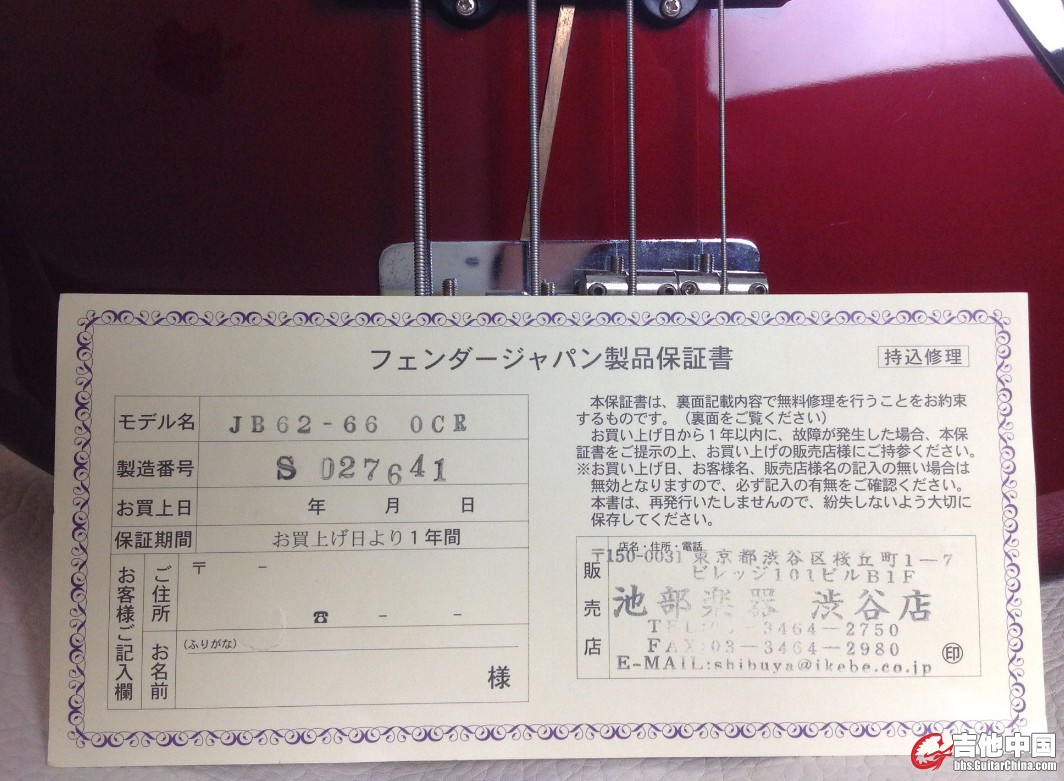 フェンダージャパン製品保証書
持込修理
モデル名 JB62-66 OCR
製造番号 S 027641
お買上日 年 月 日
保証期間 お買上げ日より1年間
お客様ご記入欄
ご住所
〒 −
☎ − −
お名前
(ふりがな)
様
本保証書は、裏面記載内容で無料修理を行うことをお約束
するものです。（裏面をご覧ください）
お買い上げ日から1年以内に、故障が発生した場合、本保
証書をご提示の上、お買い上げの販売店様にご持参ください。
※お買い上げ日、お客様名、販売店様名の記入の無い場合は
無効となりますので、必ず記入の有無をご確認ください。
本書は、再発行いたしませんので、紛失しないよう大切に
保存してください。
販売店
店名・住所・電話
〒150-0031 東京都渋谷区桜丘町1−7
ビレッジ101ビルB1F
池部楽器 渋谷店
TEL:03−3464−2750
FAX:03−3464−2980
E-MAIL:shibuya@ikebe.co.jp
印
吉他中国
bbs.GuitarChina.com